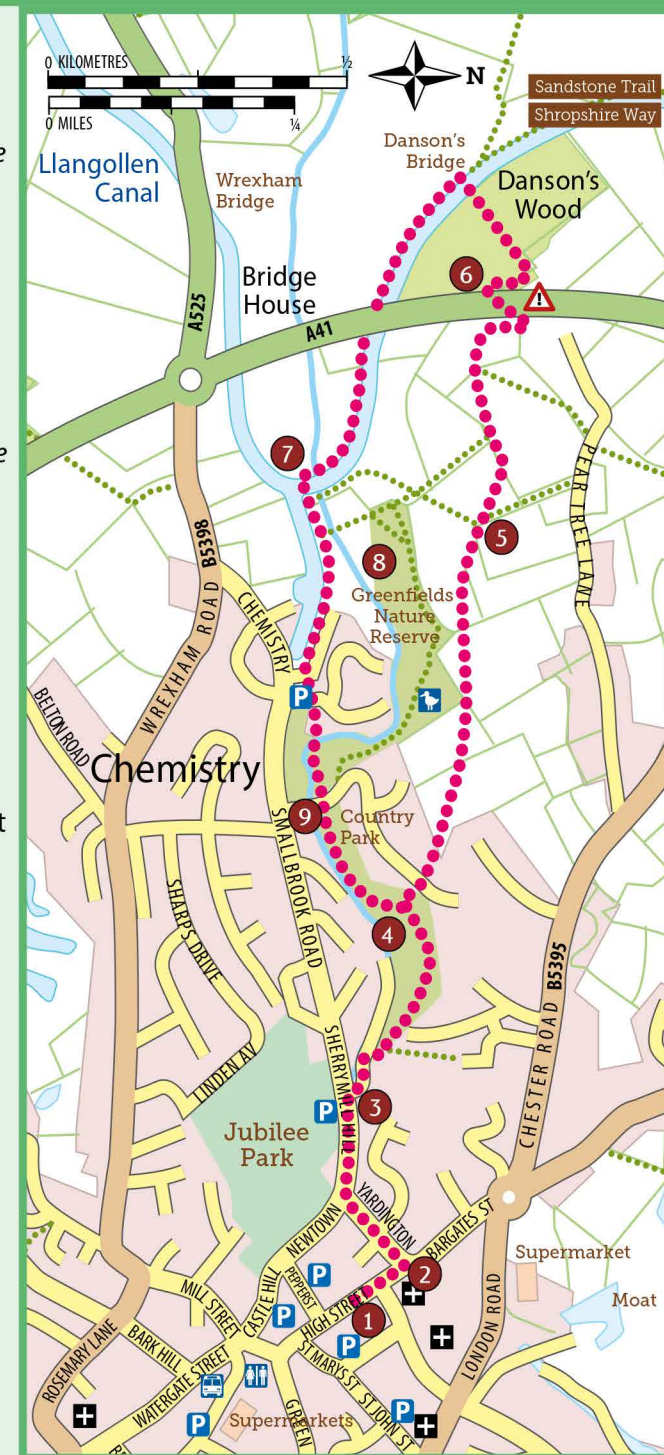 0 KILOMETRES ½
0 MILES ¼
N
Sandstone Trail
Shropshire Way
e
Llangollen
Canal
Wrexham
Bridge
Danson's
Bridge
Danson's
Wood
6
!
Bridge
House
A525
A41
7
e
PEAR TREE LANE
5
8
B5398
Greenfields
Nature
Reserve
CHEMISTRY
WREXHAM ROAD
P
BELTON ROAD
Chemistry
t
9
Country
Park
SMALLBROOK ROAD
SHARPS DRIVE
4
B5395
CHESTER ROAD
LINDEN AV
SHERRYMILL HILL
P
3
Jubilee
Park
YARDINGTON
NEWTOWN
BARGATES ST
Supermarket
2
P
PEPPER ST
CASTLE HILL
MILL STREET
P
HIGH STREET
1
Moat
LONDON ROAD
P
BARK HILL
ROSEMARY LANE
WATERGATE STREET
ST.MARYS ST
ST JOHN ST
GREEN
P
Supermarkets
P